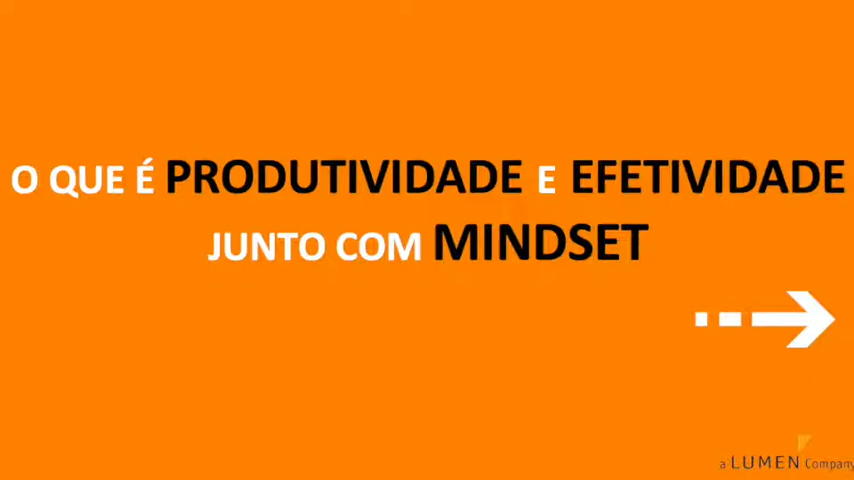 O QUE É PRODUTIVIDADE E EFETIVIDADE
JUNTO COM MINDSET
a LUMEN Company